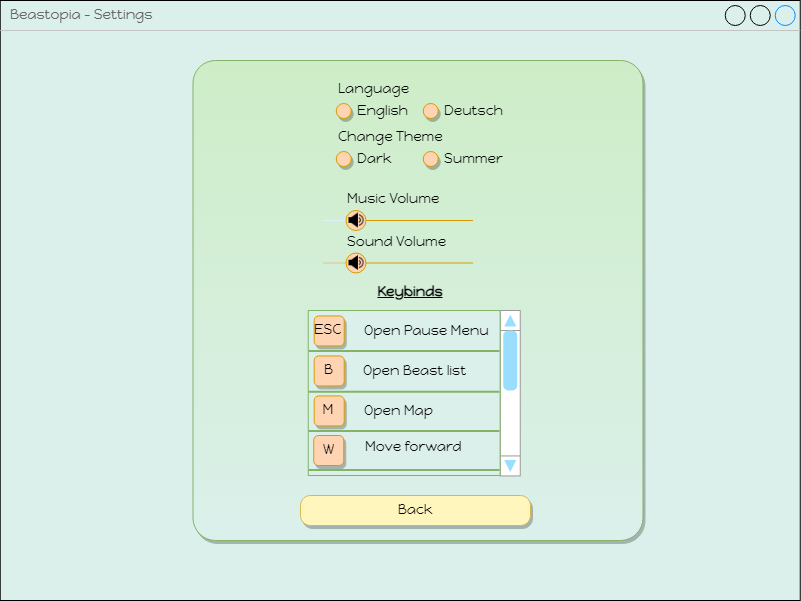 Beastopia - Settings
Language
English Deutsch
Change Theme
Dark Summer
Music Volume
Sound Volume
Keybinds
ESC Open Pause Menu
B Open Beast list
M Open Map
W Move forward
Back